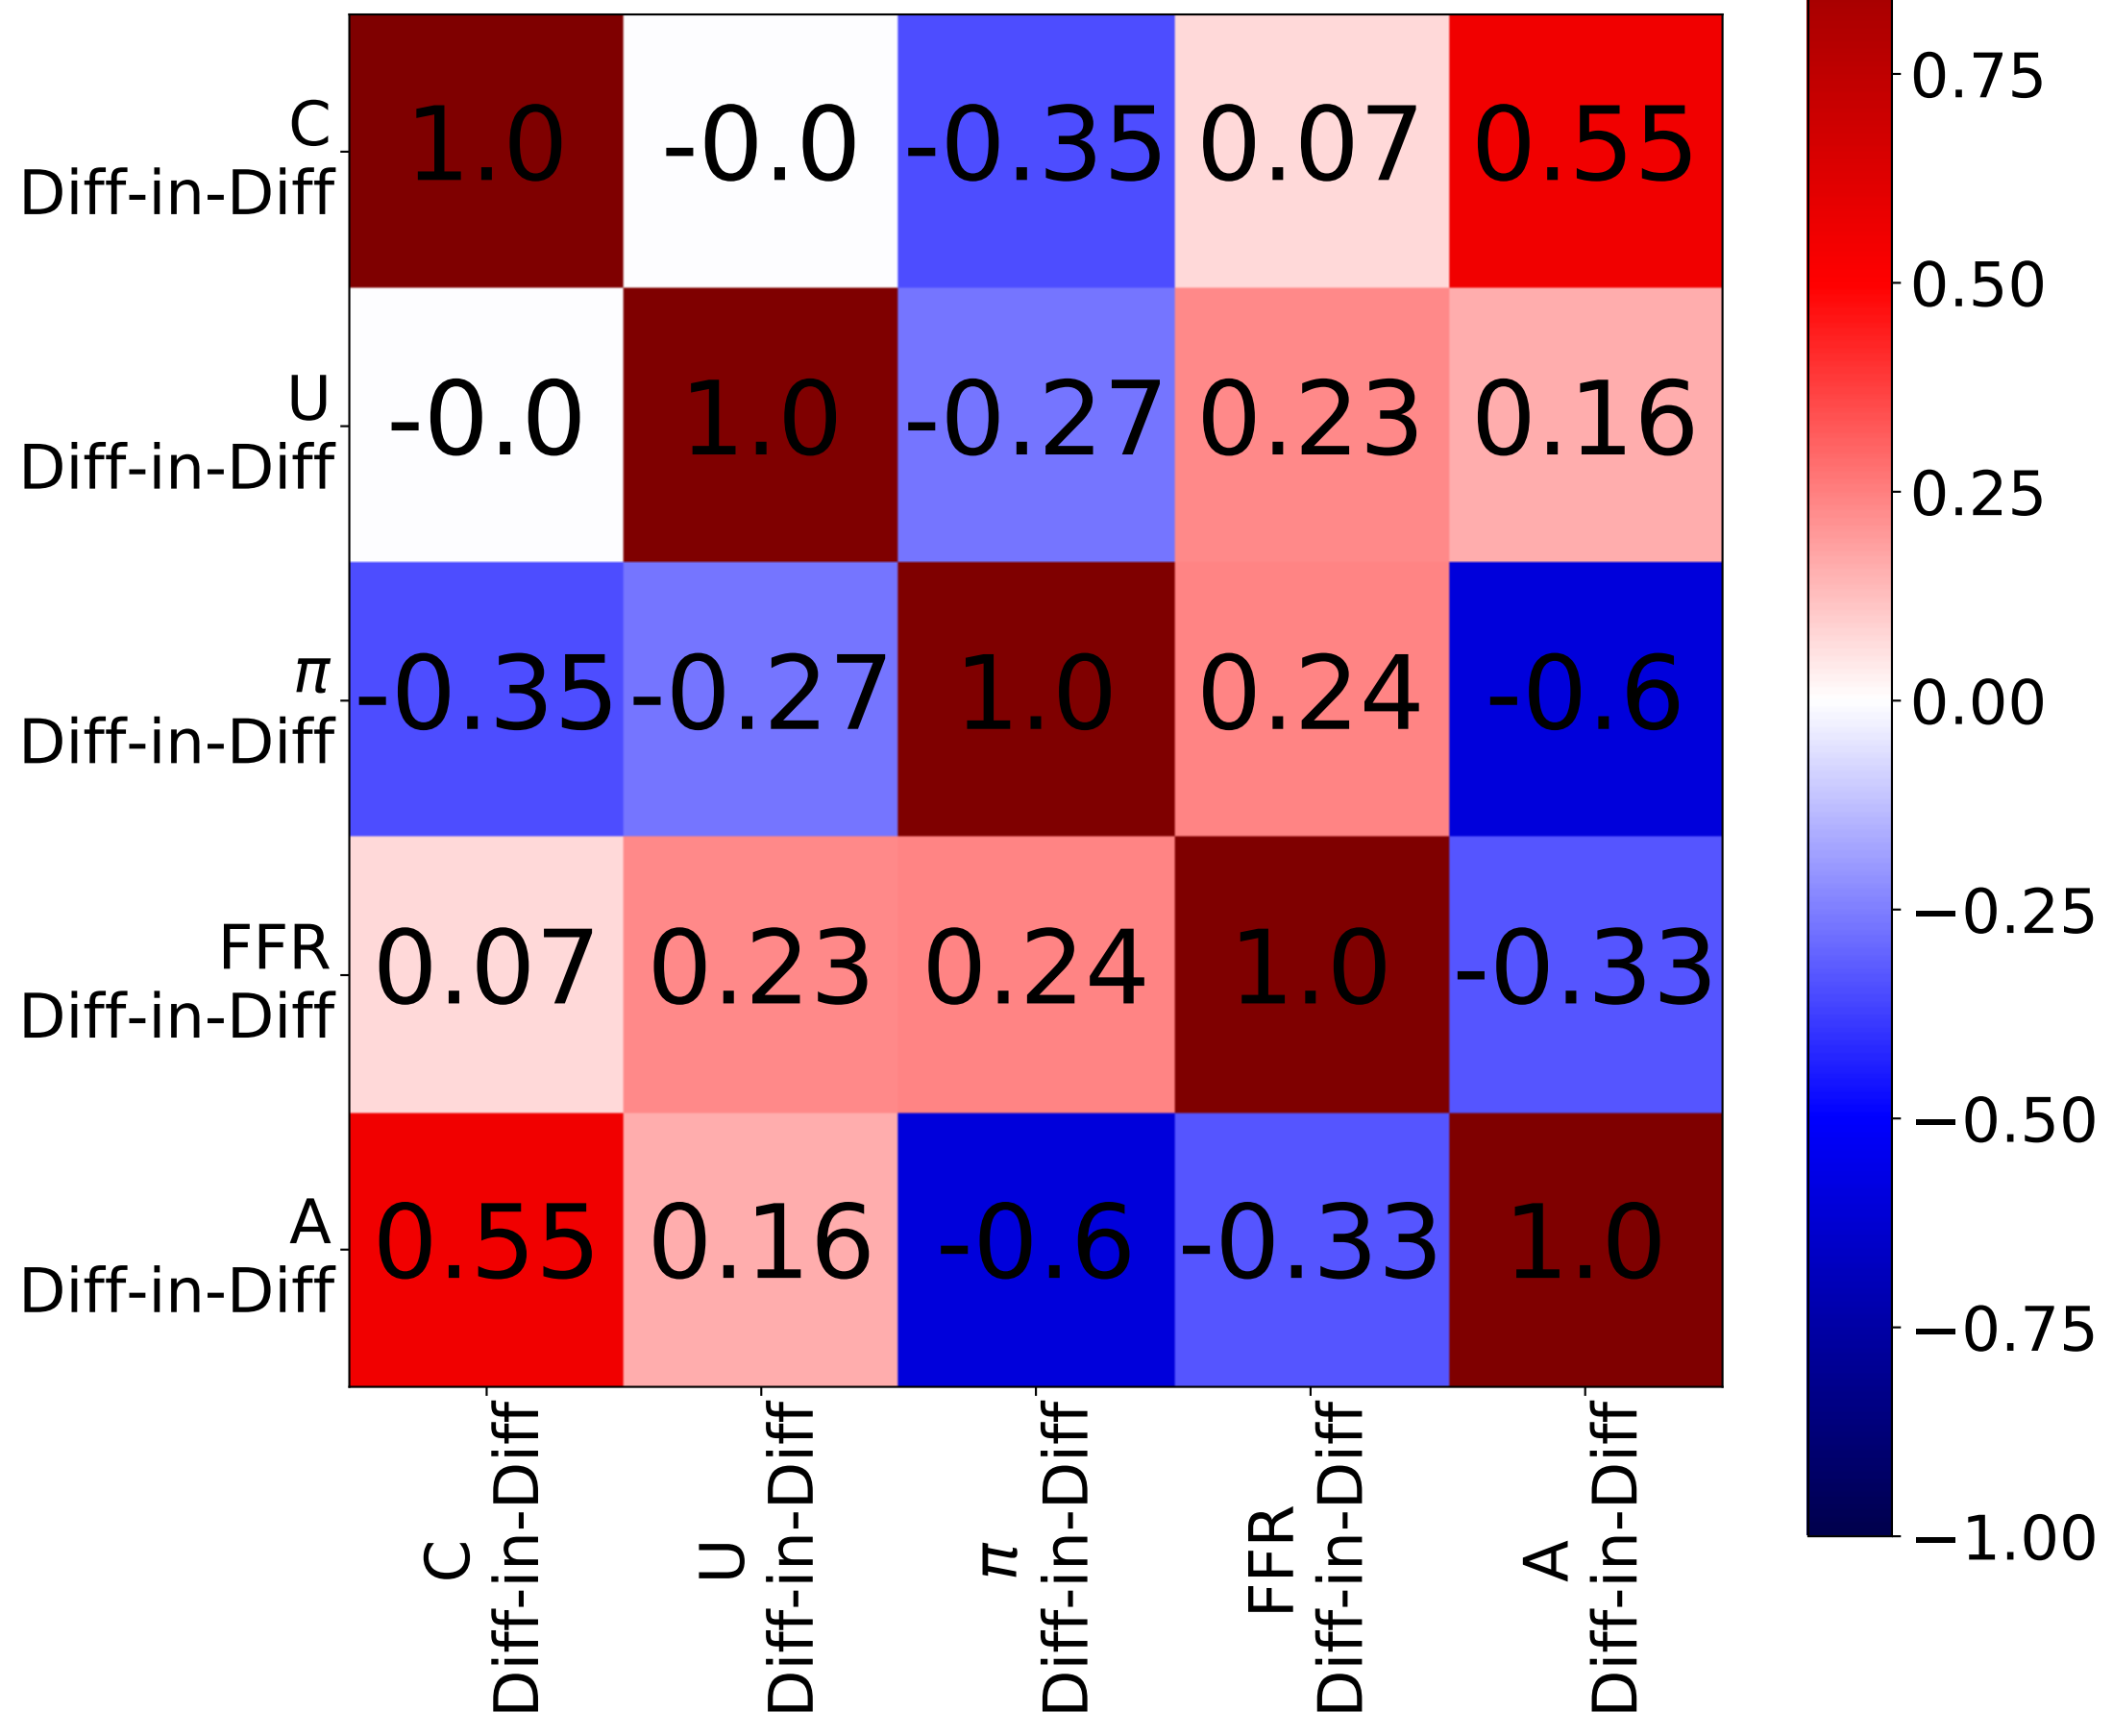 C
Diff-in-Diff
1.0 -0.0 -0.35 0.07 0.55
U
Diff-in-Diff
-0.0 1.0 -0.27 0.23 0.16
π
Diff-in-Diff
-0.35 -0.27 1.0 0.24 -0.6
FFR
Diff-in-Diff
0.07 0.23 0.24 1.0 -0.33
A
Diff-in-Diff
0.55 0.16 -0.6 -0.33 1.0
C
Diff-in-Diff
U
Diff-in-Diff
π
Diff-in-Diff
FFR
Diff-in-Diff
A
Diff-in-Diff
0.75
0.50
0.25
0.00
−0.25
−0.50
−0.75
−1.00